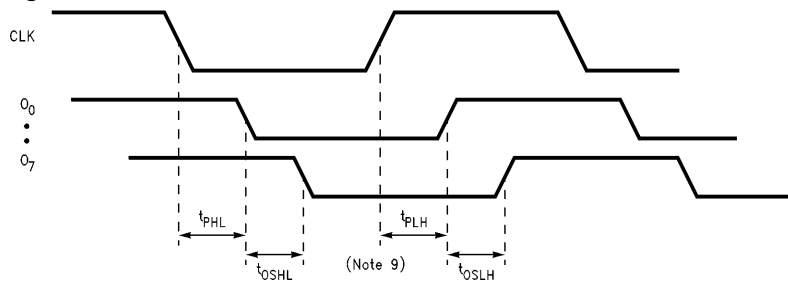 CLK
O0
O7
tPHL
tPLH
tOSHL
(Note 9)
tOSLH